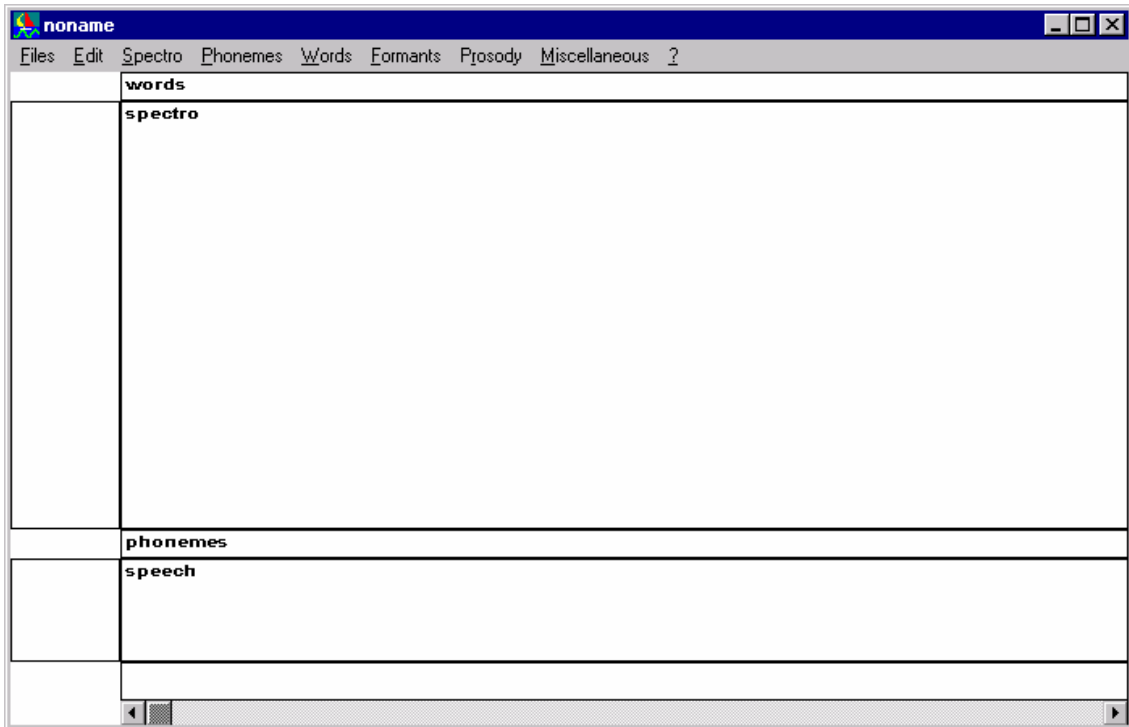 noname
Files Edit Spectro Phonemes Words Formants Prosody Miscellaneous ?
words
spectro
phonemes
speech